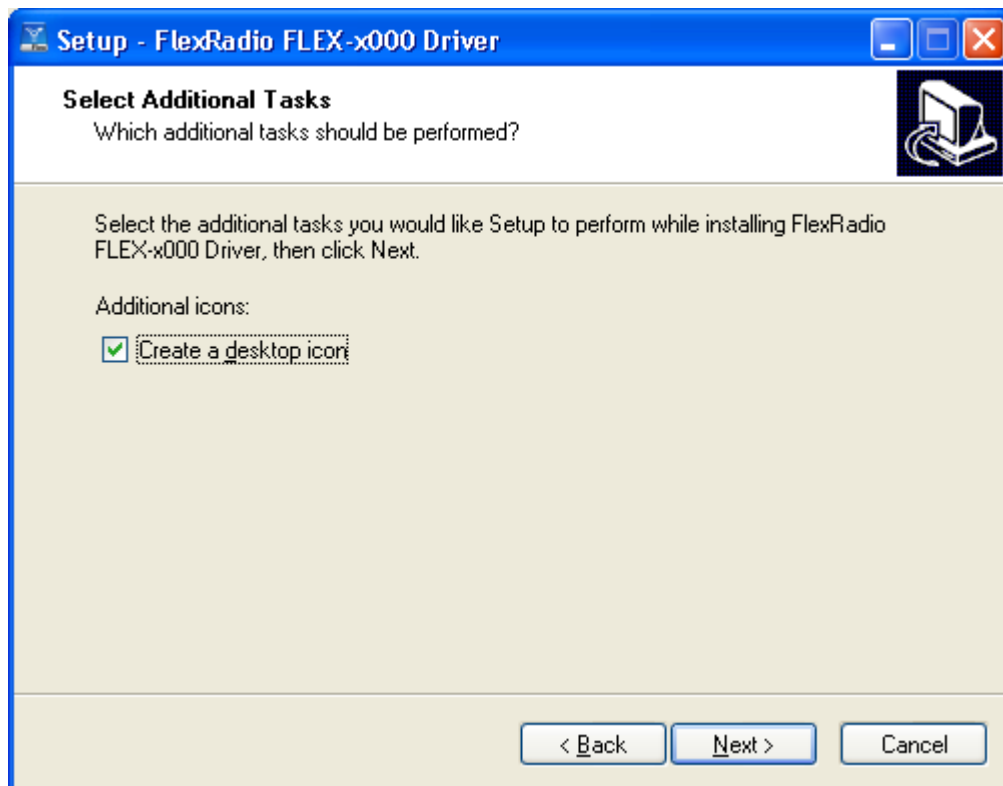 Setup - FlexRadio FLEX-x000 Driver
Select Additional Tasks
Which additional tasks should be performed?
Select the additional tasks you would like Setup to perform while installing FlexRadio
FLEX-x000 Driver, then click Next.
Additional icons:
Create a desktop icon
< Back
Next >
Cancel